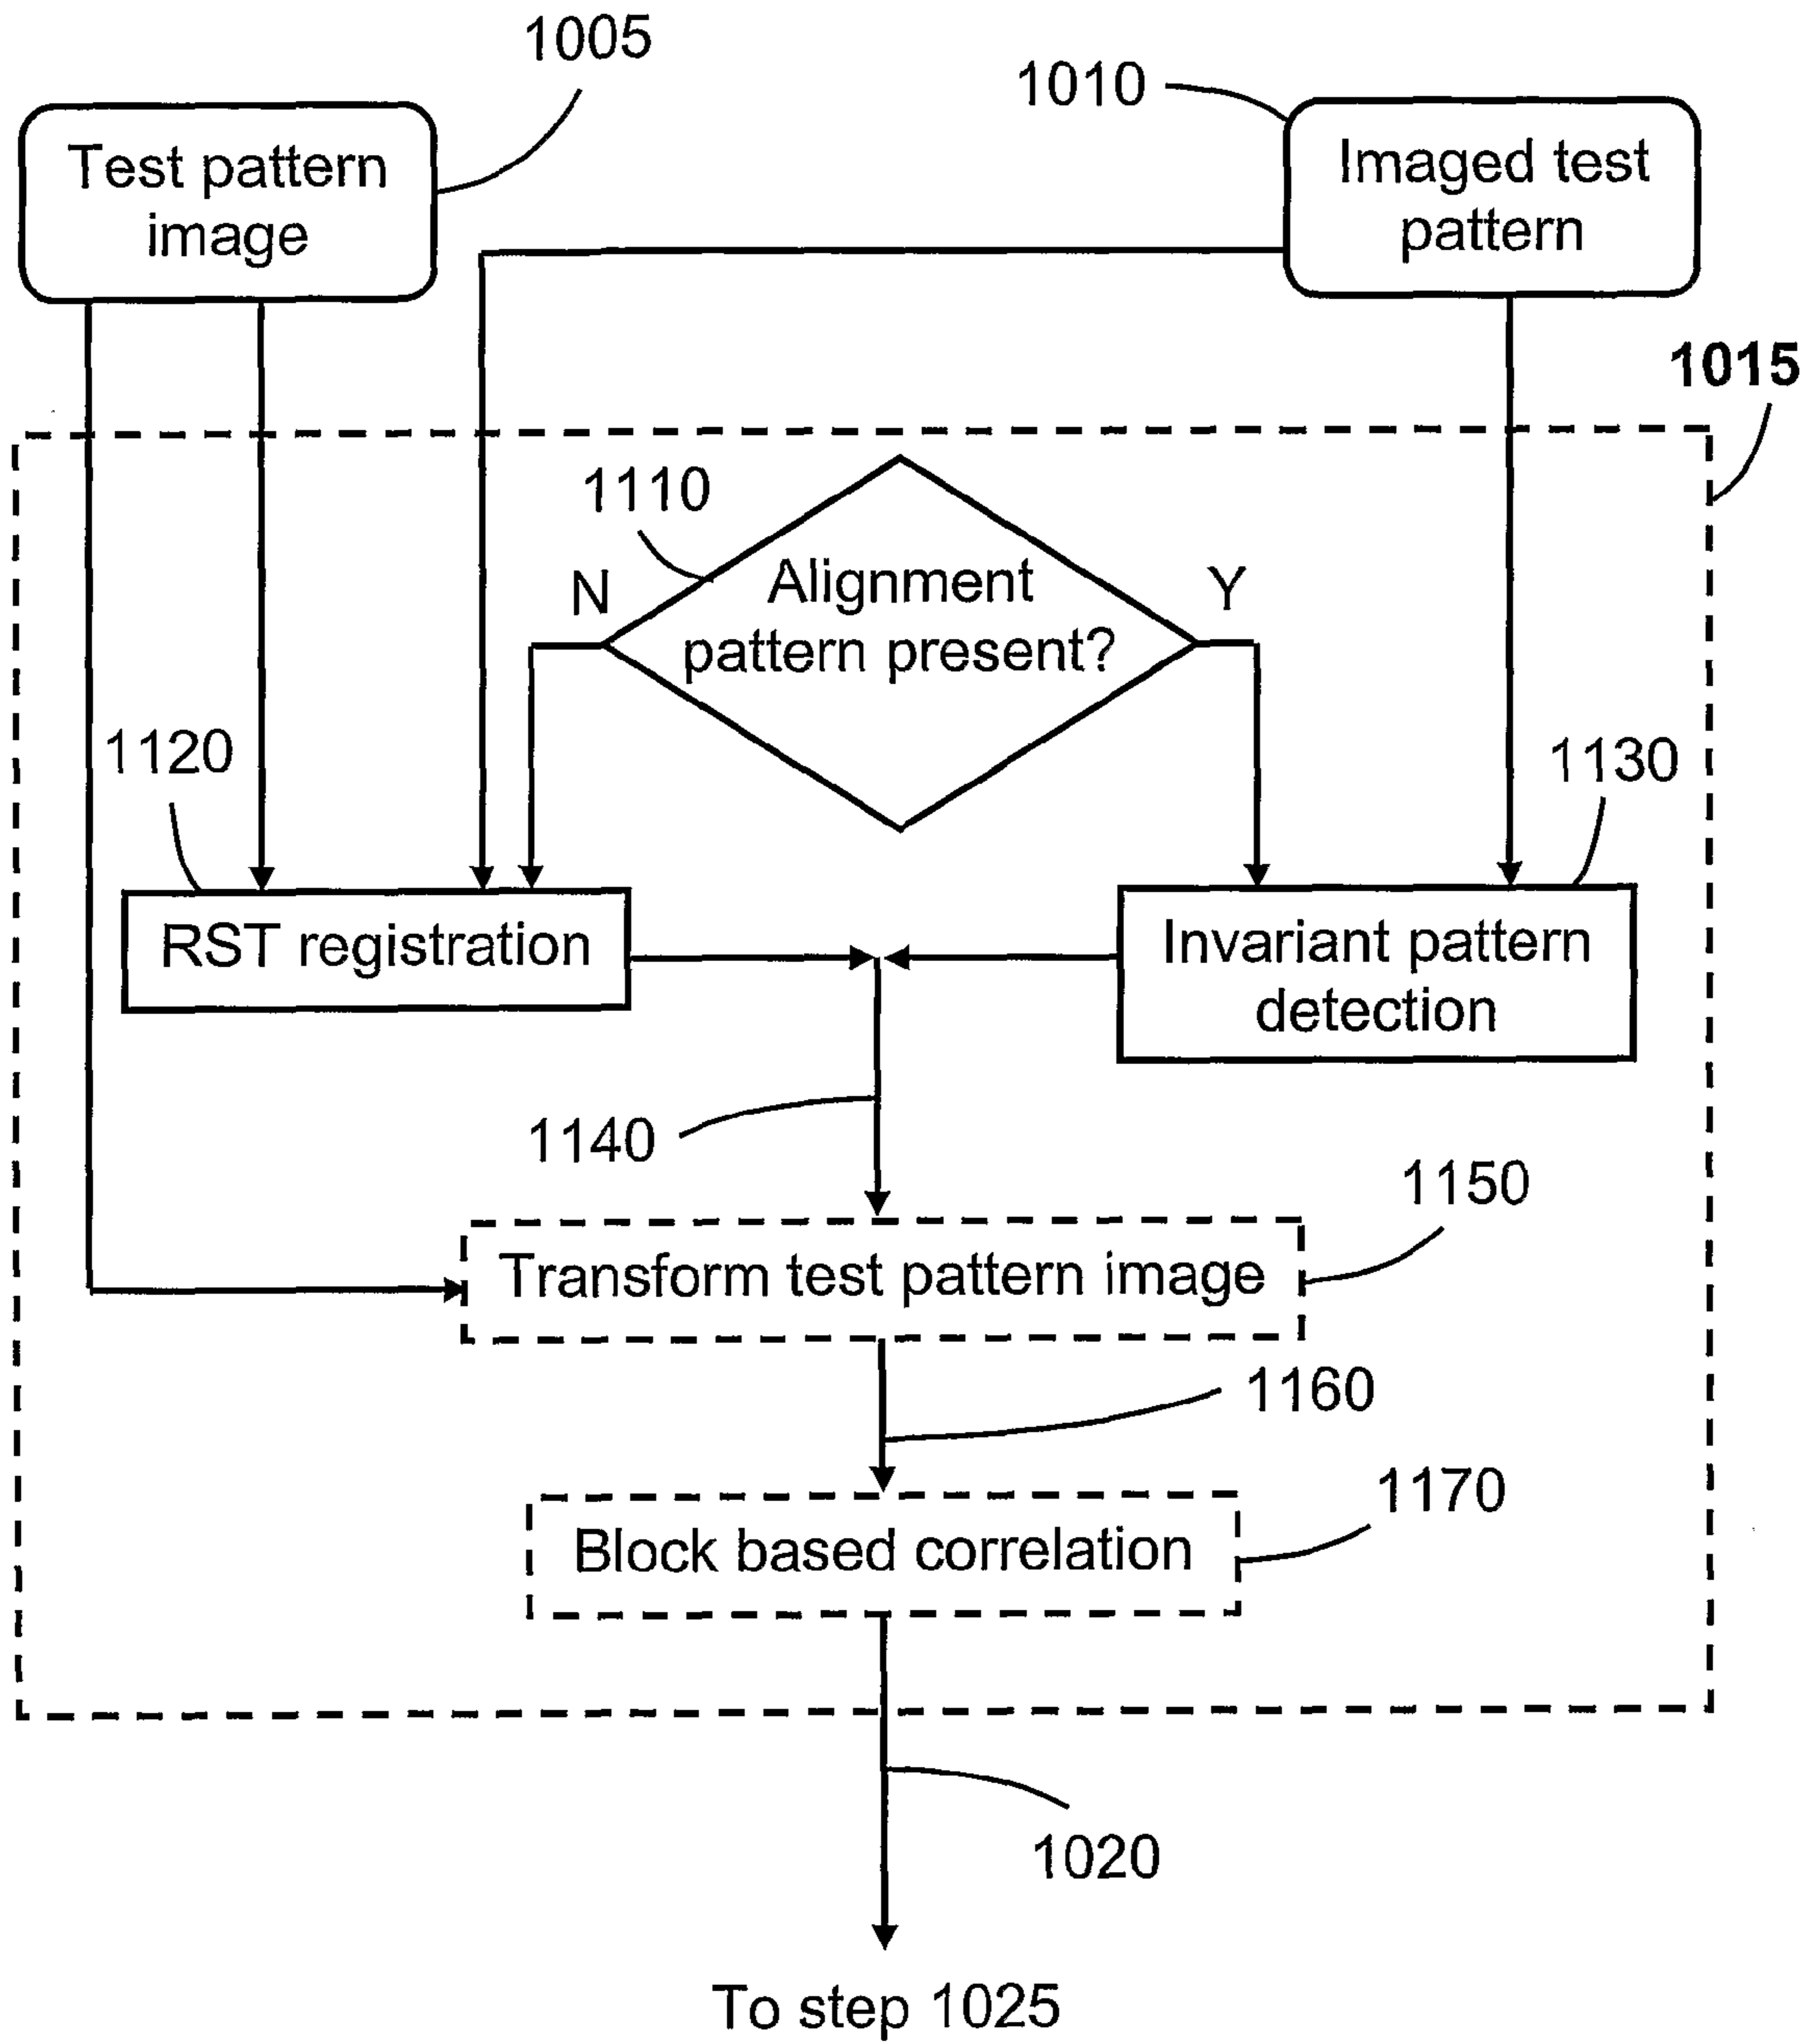 1005
1010
Test pattern
image
Imaged test
pattern
1015
1110
N
Alignment
pattern present?
Y
1120
1130
RST registration
Invariant pattern
detection
1140
1150
Transform test pattern image
1160
1170
Block based correlation
1020
To step 1025